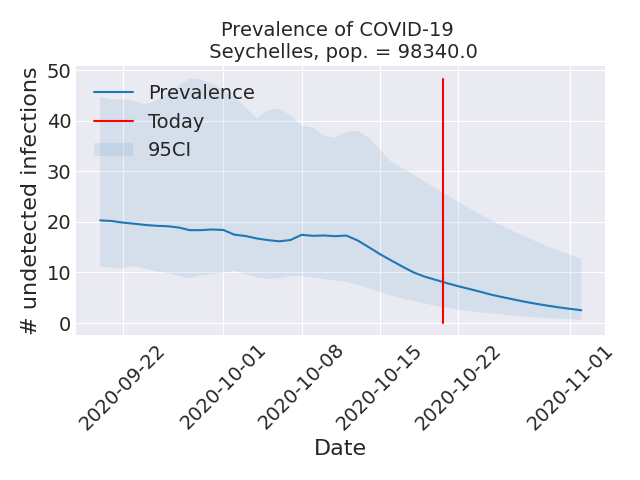 Prevalence of COVID-19
Seychelles, pop. = 98340.0
# undetected infections
50
40
30
20
10
0
Prevalence
Today
95CI
2020-09-22
2020-10-01
2020-10-08
2020-10-15
2020-10-22
2020-11-01
Date